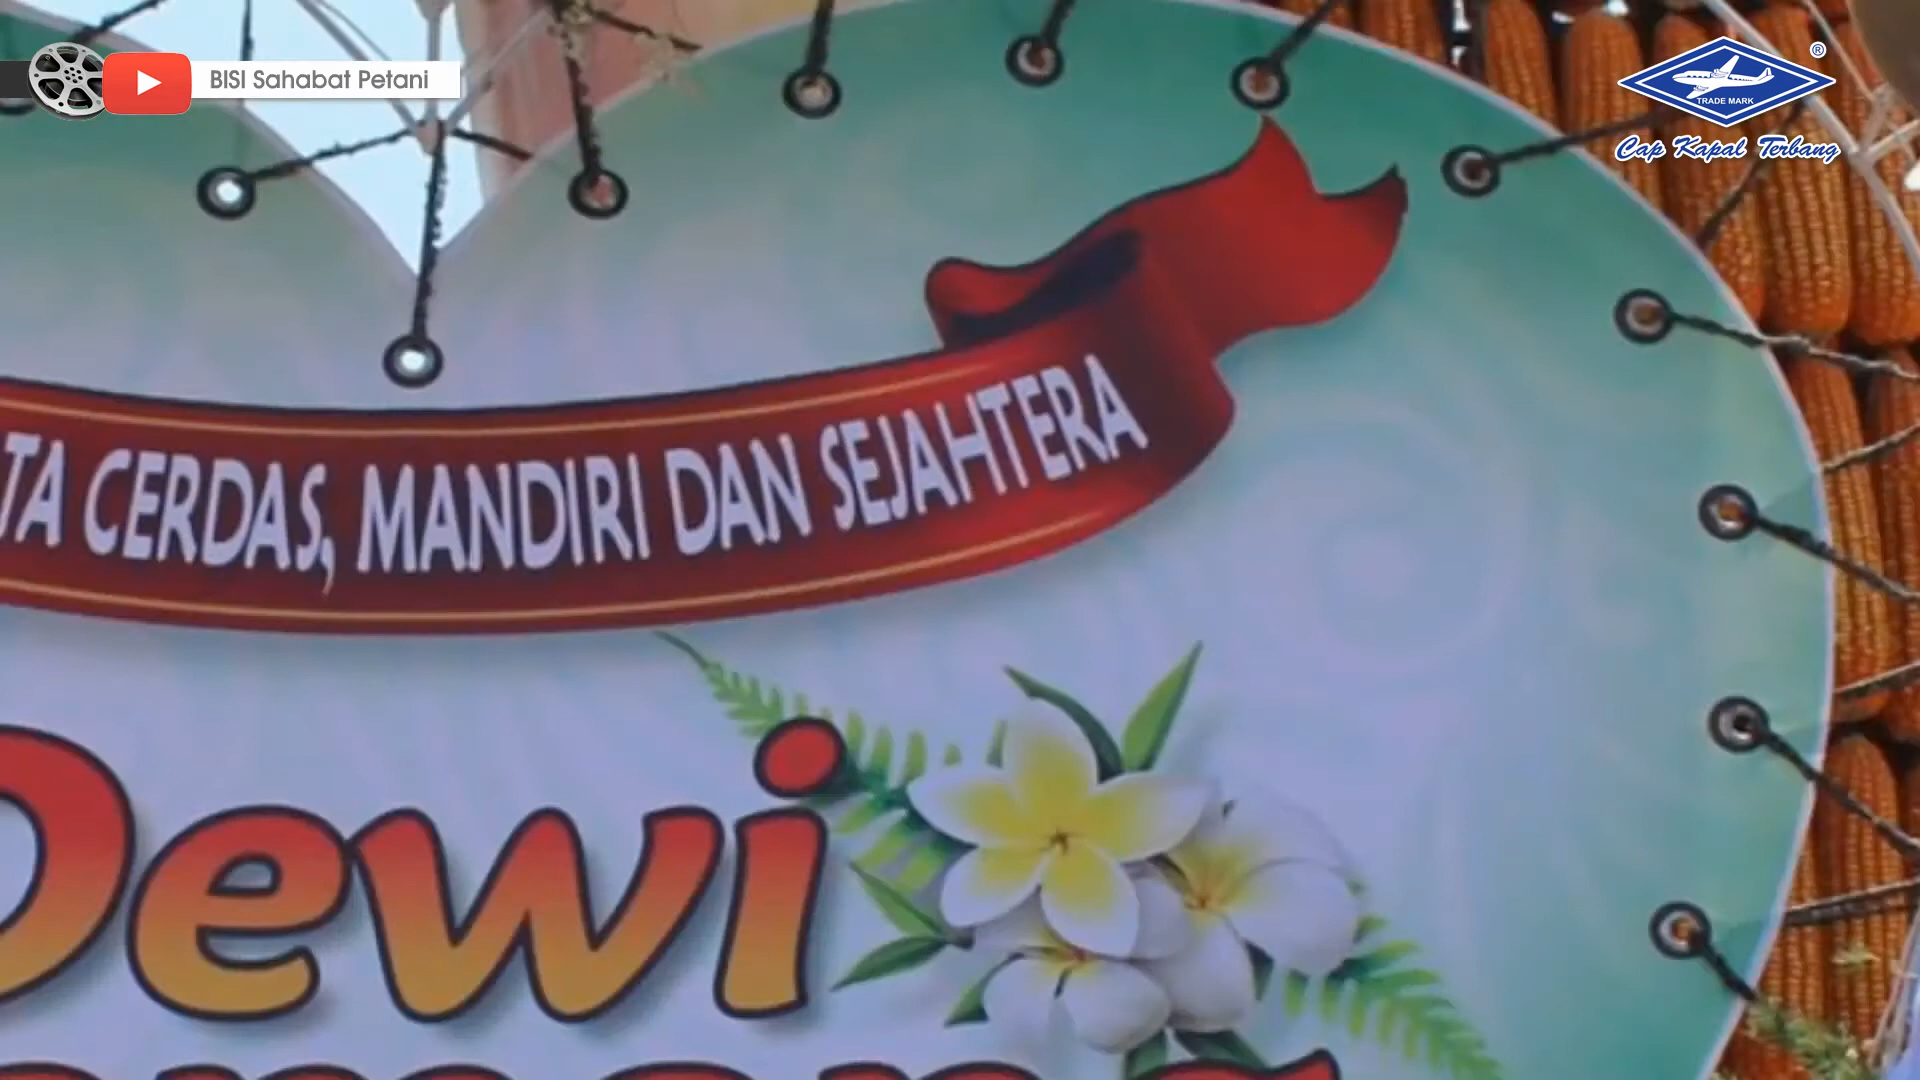 BISI Sahabat Petani
®
TRADE MARK
Cap Kapal Terbang
TA CERDAS, MANDIRI DAN SEJAHTERA
Dewi